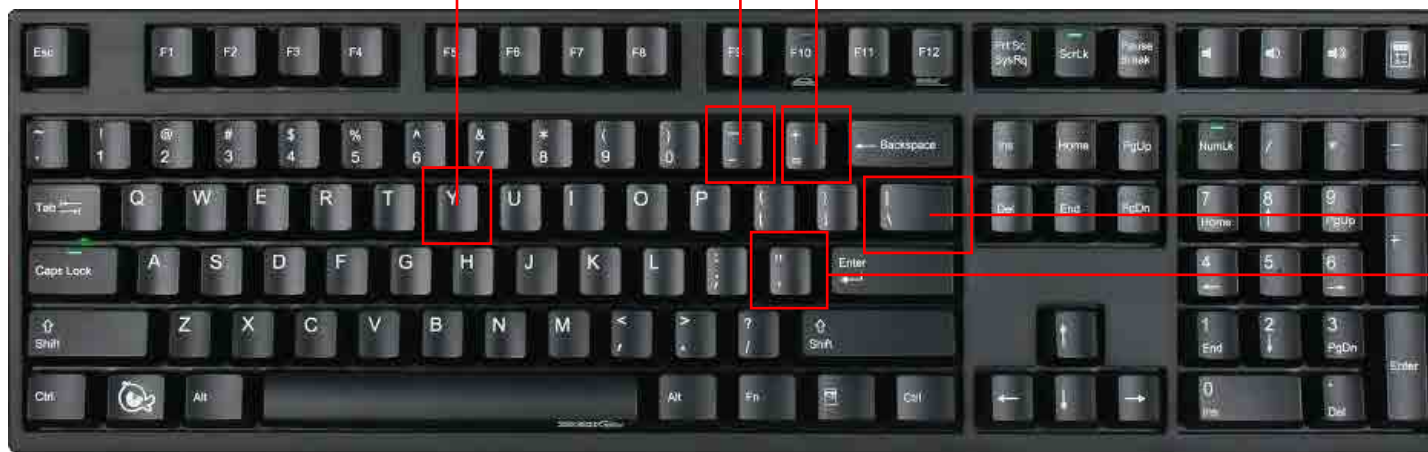 Esc F1 F2 F3 F4 F5 F6 F7 F8 F9 F10 F11 F12 Prt Sc ScrLk Pause
SysRq Break
~ ! @ # $ % ^ & * ( ) — +
1 2 3 4 5 6 7 8 9 0 - = ← Backspace Ins Home PgUp NumLk / * −
Tab Q W E R T Y U I O P { } | Del End PgDn 7 8 9 +
[ ] \ Home ↑ PgUp
Caps Lock A S D F G H J K L : " Enter 4 5 6
; ' ← →
⇧ Z X C V B N M < > ? ⇧ ↑ 1 2 3 Enter
Shift , . / Shift End ↓ PgDn
Ctrl Alt Alt Fn Ctrl ← ↓ → 0 .
Ins Del